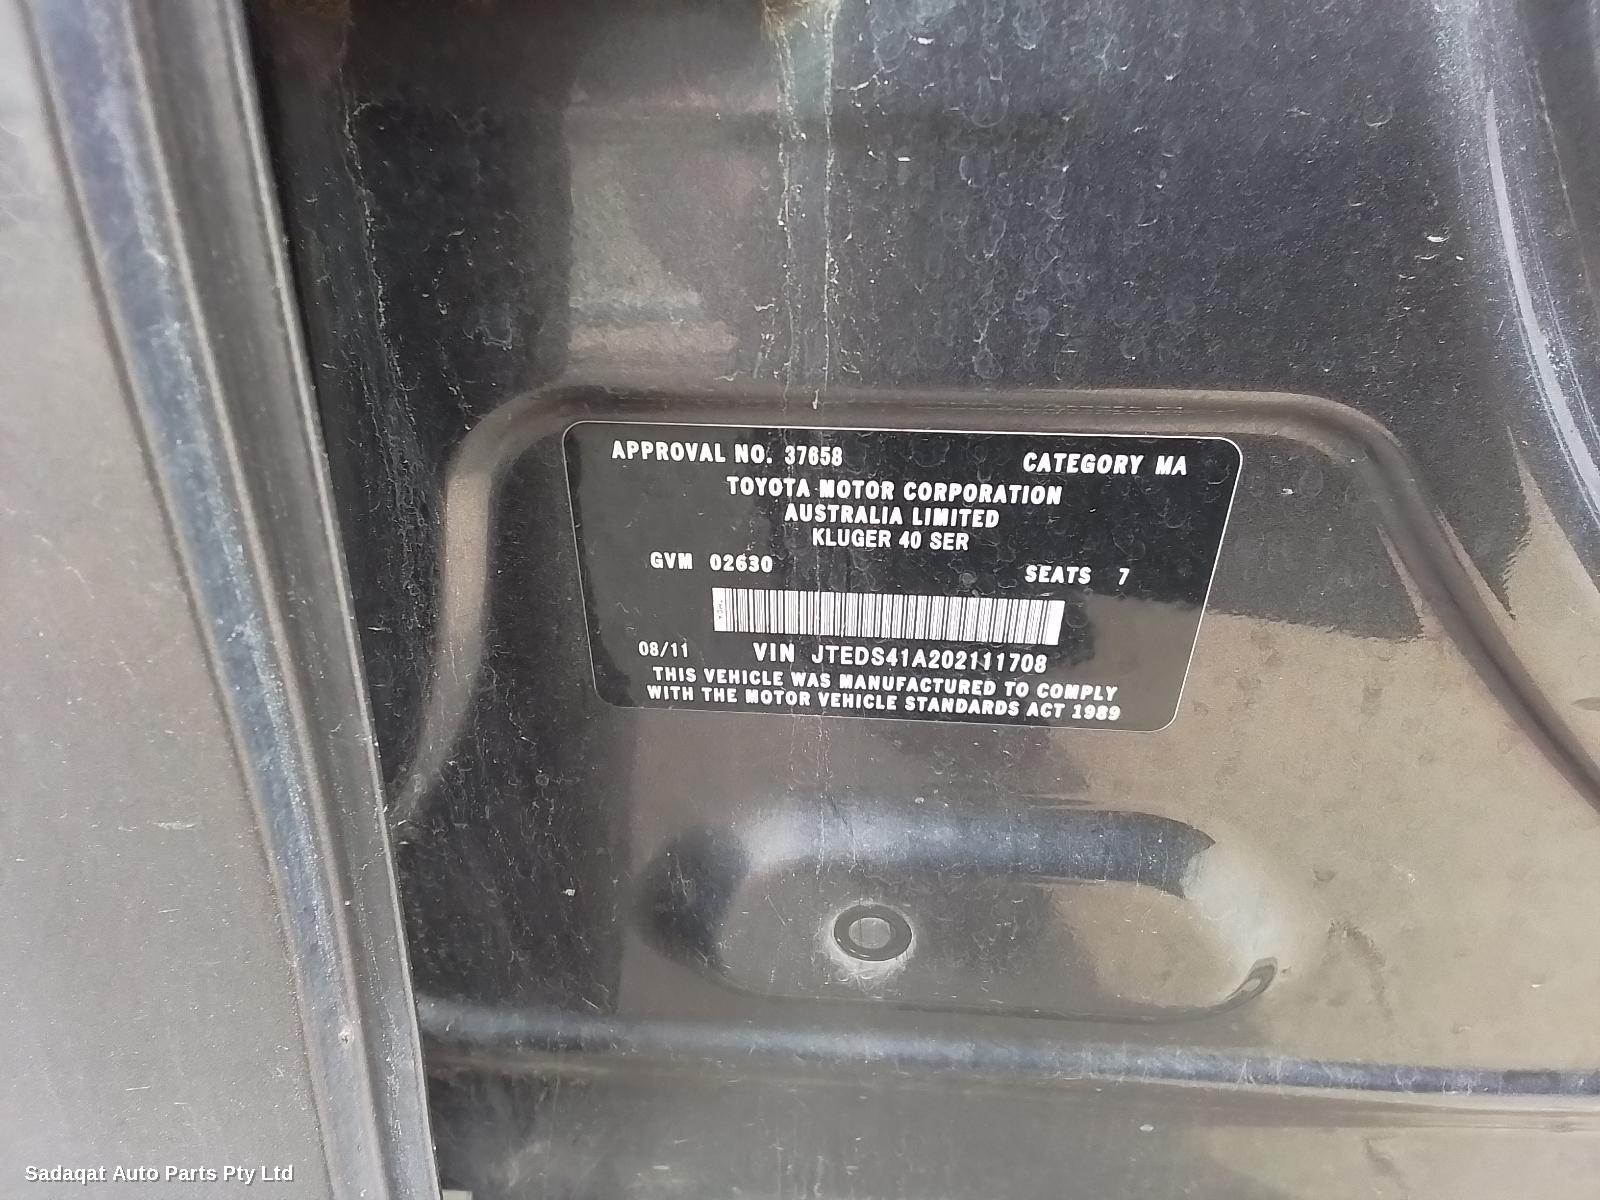 APPROVAL NO. 37658 CATEGORY MA
TOYOTA MOTOR CORPORATION
AUSTRALIA LIMITED
KLUGER 40 SER
GVM 02630 SEATS 7
08/11 VIN JTEDS41A202111708
THIS VEHICLE WAS MANUFACTURED TO COMPLY
WITH THE MOTOR VEHICLE STANDARDS ACT 1989
Sadaqat Auto Parts Pty Ltd